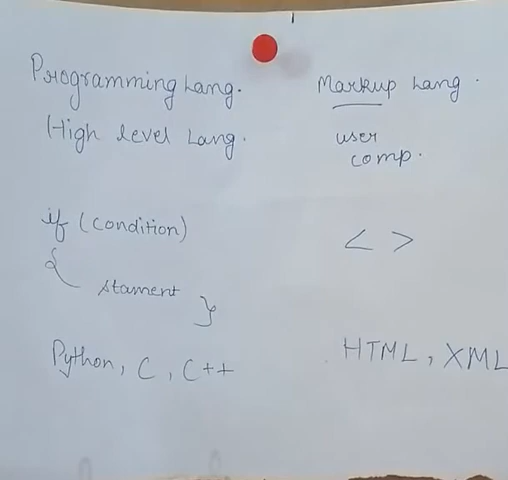 Programming Lang.
High level Lang.
if (condition)
{
stament
}
Python, C, C++
Markup Lang.
user
comp.
< >
HTML, XML